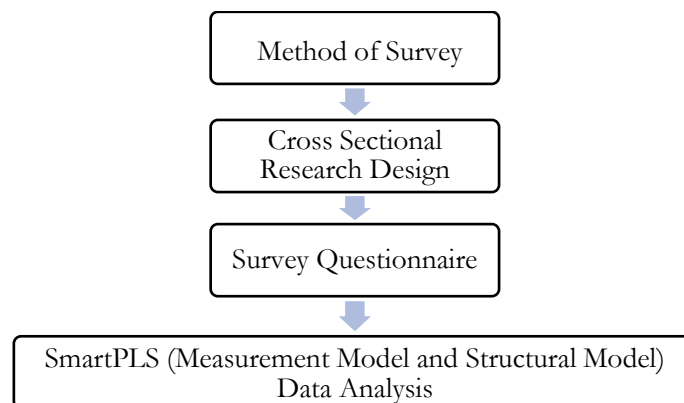 Method of Survey
Cross Sectional
Research Design
Survey Questionnaire
SmartPLS (Measurement Model and Structural Model)
Data Analysis